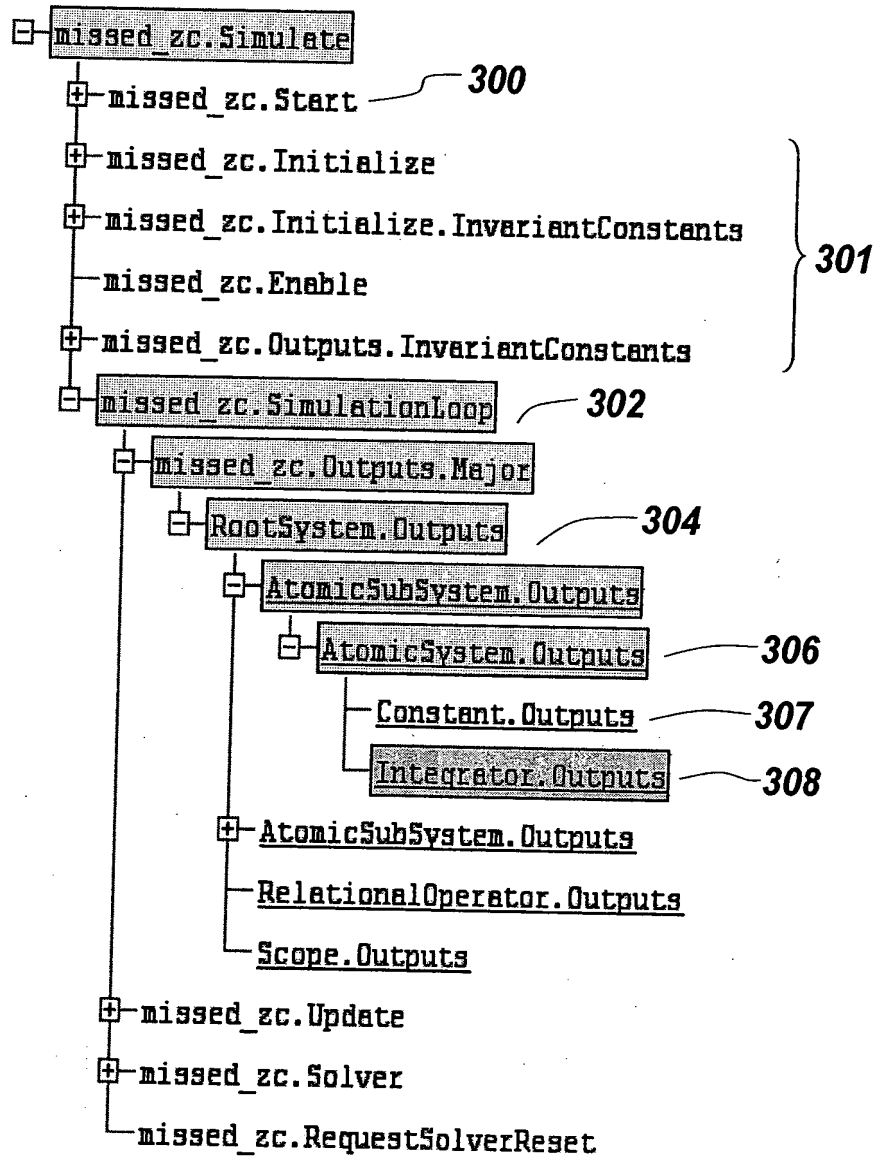 missed_zc.Simulate
missed_zc.Start 300
missed_zc.Initialize
missed_zc.Initialize.InvariantConstants
301
missed_zc.Enable
missed_zc.Outputs.InvariantConstants
missed_zc.SimulationLoop 302
missed_zc.Outputs.Major
RootSystem.Outputs 304
AtomicSubSystem.Outputs
AtomicSystem.Outputs 306
Constant.Outputs 307
Integrator.Outputs 308
AtomicSubSystem.Outputs
RelationalOperator.Outputs
Scope.Outputs
missed_zc.Update
missed_zc.Solver
missed_zc.RequestSolverReset